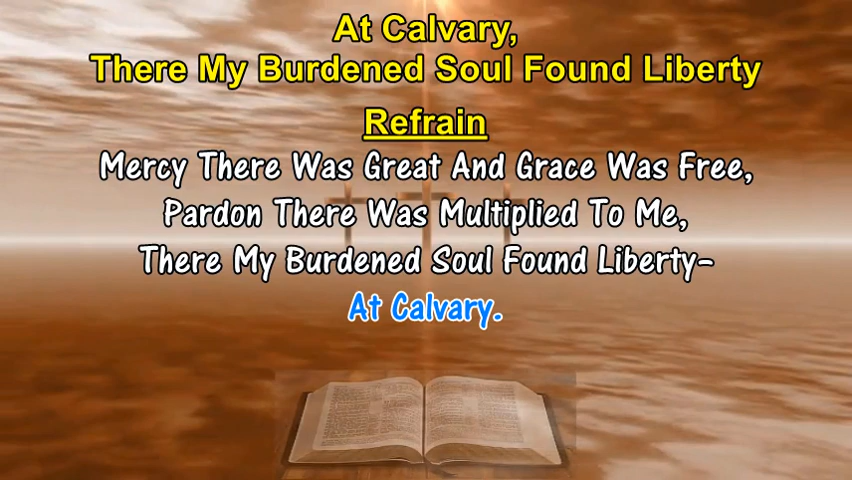 At Calvary,
There My Burdened Soul Found Liberty
Refrain
Mercy There Was Great And Grace Was Free,
Pardon There Was Multiplied To Me,
There My Burdened Soul Found Liberty-
At Calvary.